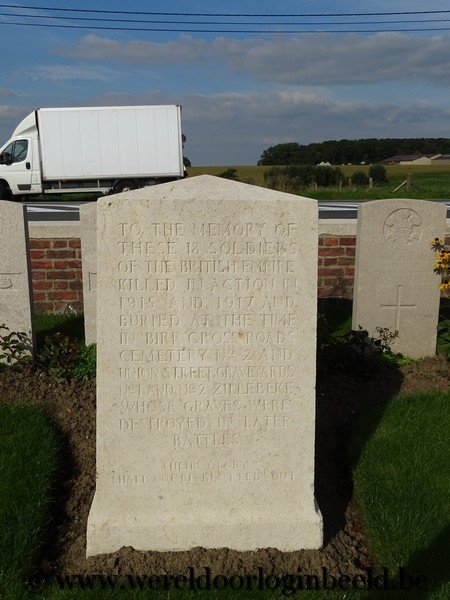 TO THE MEMORY OF
THESE 18 SOLDIERS
OF THE BRITISH EMPIRE
KILLED IN ACTION IN
1915 AND 1917 AND
BURIED AT THE TIME
IN BIRR CROSS ROADS
CEMETERY Nº 2 AND
UNION STREET GRAVEYARDS
Nº 1 AND Nº 2 ZILLEBEKE
WHOSE GRAVES WERE
DESTROYED IN LATER
BATTLES
THEIR GLORY
SHALL NOT BE BLOTTED OUT
© www.wereldoorloginbeeld.be